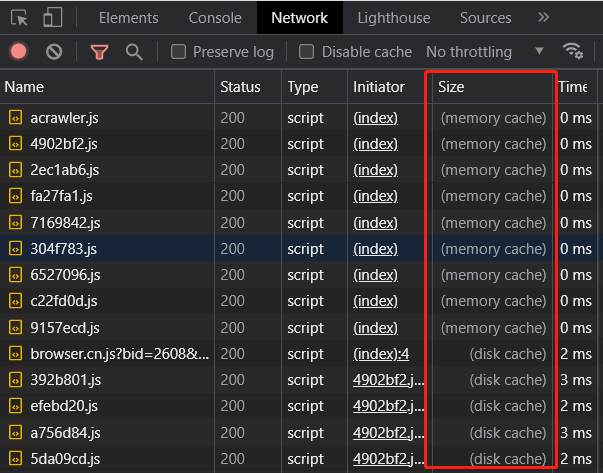 Elements Console Network Lighthouse Sources »
Preserve log Disable cache No throttling
Name Status Type Initiator Size Time
acrawler.js 200 script (index) (memory cache) 0 ms
4902bf2.js 200 script (index) (memory cache) 0 ms
2ec1ab6.js 200 script (index) (memory cache) 0 ms
fa27fa1.js 200 script (index) (memory cache) 0 ms
7169842.js 200 script (index) (memory cache) 0 ms
304f783.js 200 script (index) (memory cache) 0 ms
6527096.js 200 script (index) (memory cache) 0 ms
c22fd0d.js 200 script (index) (memory cache) 0 ms
9157ecd.js 200 script (index) (memory cache) 0 ms
browser.cn.js?bid=2608&... 200 script (index):4 (disk cache) 2 ms
392b801.js 200 script 4902bf2.j... (disk cache) 3 ms
efebd20.js 200 script 4902bf2.j... (disk cache) 2 ms
a756d84.js 200 script 4902bf2.j... (disk cache) 3 ms
5da09cd.js 200 script 4902bf2.j... (disk cache) 2 ms